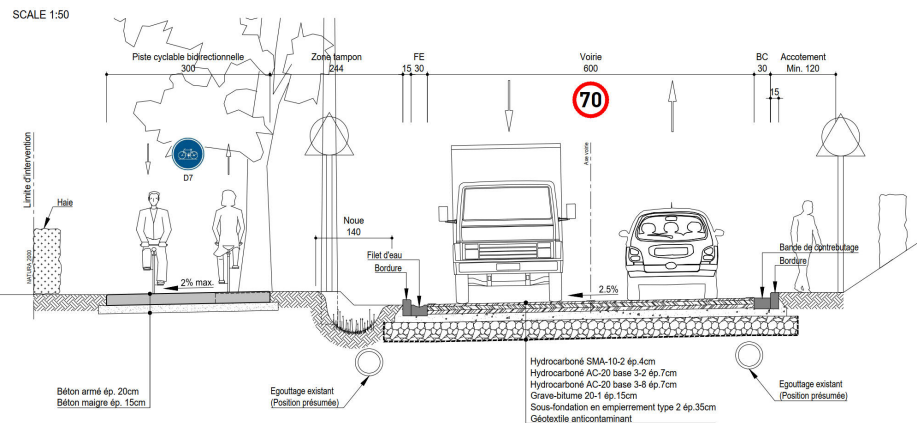 SCALE 1:50
Piste cyclable bidirectionnelle
300
Zone tampon
244
FE
15 30
Voirie
600
BC
30
Accotement
Min. 120
15
70
Axe voirie
Limite d'intervention
NATURA 2000
Haie
D7
Noue
140
Filet d'eau
Bordure
Bande de contrebutage
Bordure
2% max.
2.5%
Béton armé ép. 20cm
Béton maigre ép. 15cm
Egouttage existant
(Position présumée)
Hydrocarboné SMA-10-2 ép.4cm
Hydrocarboné AC-20 base 3-2 ép.7cm
Hydrocarboné AC-20 base 3-8 ép.7cm
Grave-bitume 20-1 ép.15cm
Sous-fondation en empierrement type 2 ép.35cm
Géotextile anticontaminant
Egouttage existant
(Position présumée)